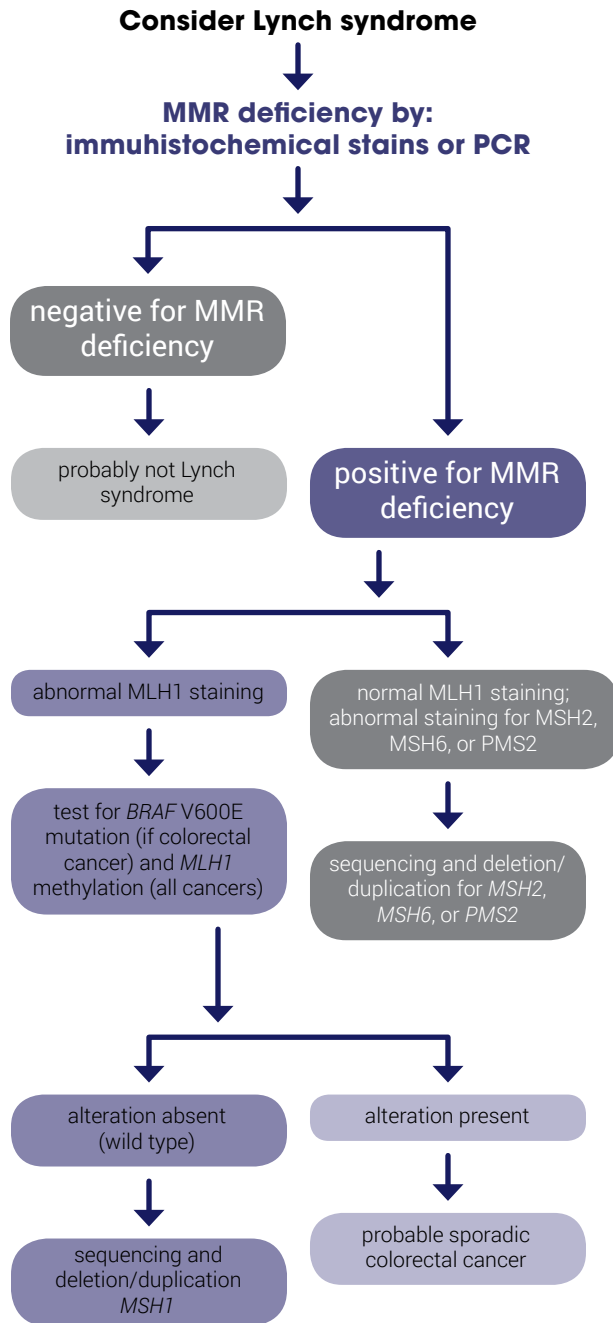 Consider Lynch syndrome
MMR deficiency by:
immuhistochemical stains or PCR
negative for MMR
deficiency
probably not Lynch
syndrome
positive for MMR
deficiency
abnormal MLH1 staining
normal MLH1 staining;
abnormal staining for MSH2,
MSH6, or PMS2
test for BRAF V600E
mutation (if colorectal
cancer) and MLH1
methylation (all cancers)
sequencing and deletion/
duplication for MSH2,
MSH6, or PMS2
alteration absent
(wild type)
alteration present
sequencing and
deletion/duplication
MSH1
probable sporadic
colorectal cancer